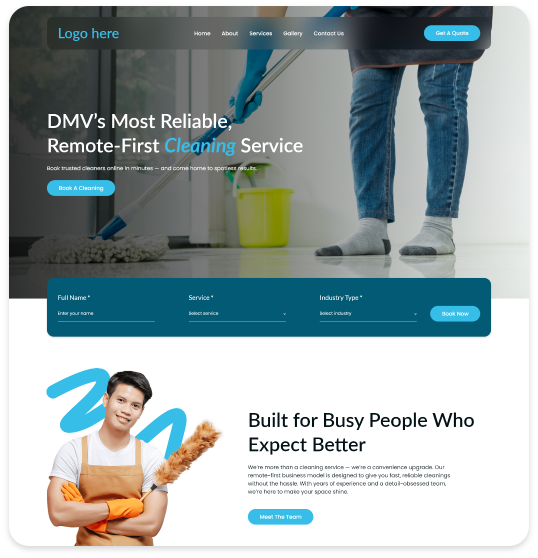 Logo here
Home About Services Gallery Contact Us
Get A Quote
DMV's Most Reliable,
Remote-First Cleaning Service
Book trusted cleaners online in minutes — and come home to spotless results.
Book A Cleaning
Full Name *
Enter your name
Service *
Select service
Industry Type *
Select industry
Book Now
Built for Busy People Who
Expect Better
We're more than a cleaning service — we're a convenience upgrade. Our
remote-first business model is designed to give you fast, reliable cleanings
without the hassle. With years of experience and a detail-obsessed team,
we're here to make your space shine.
Meet The Team